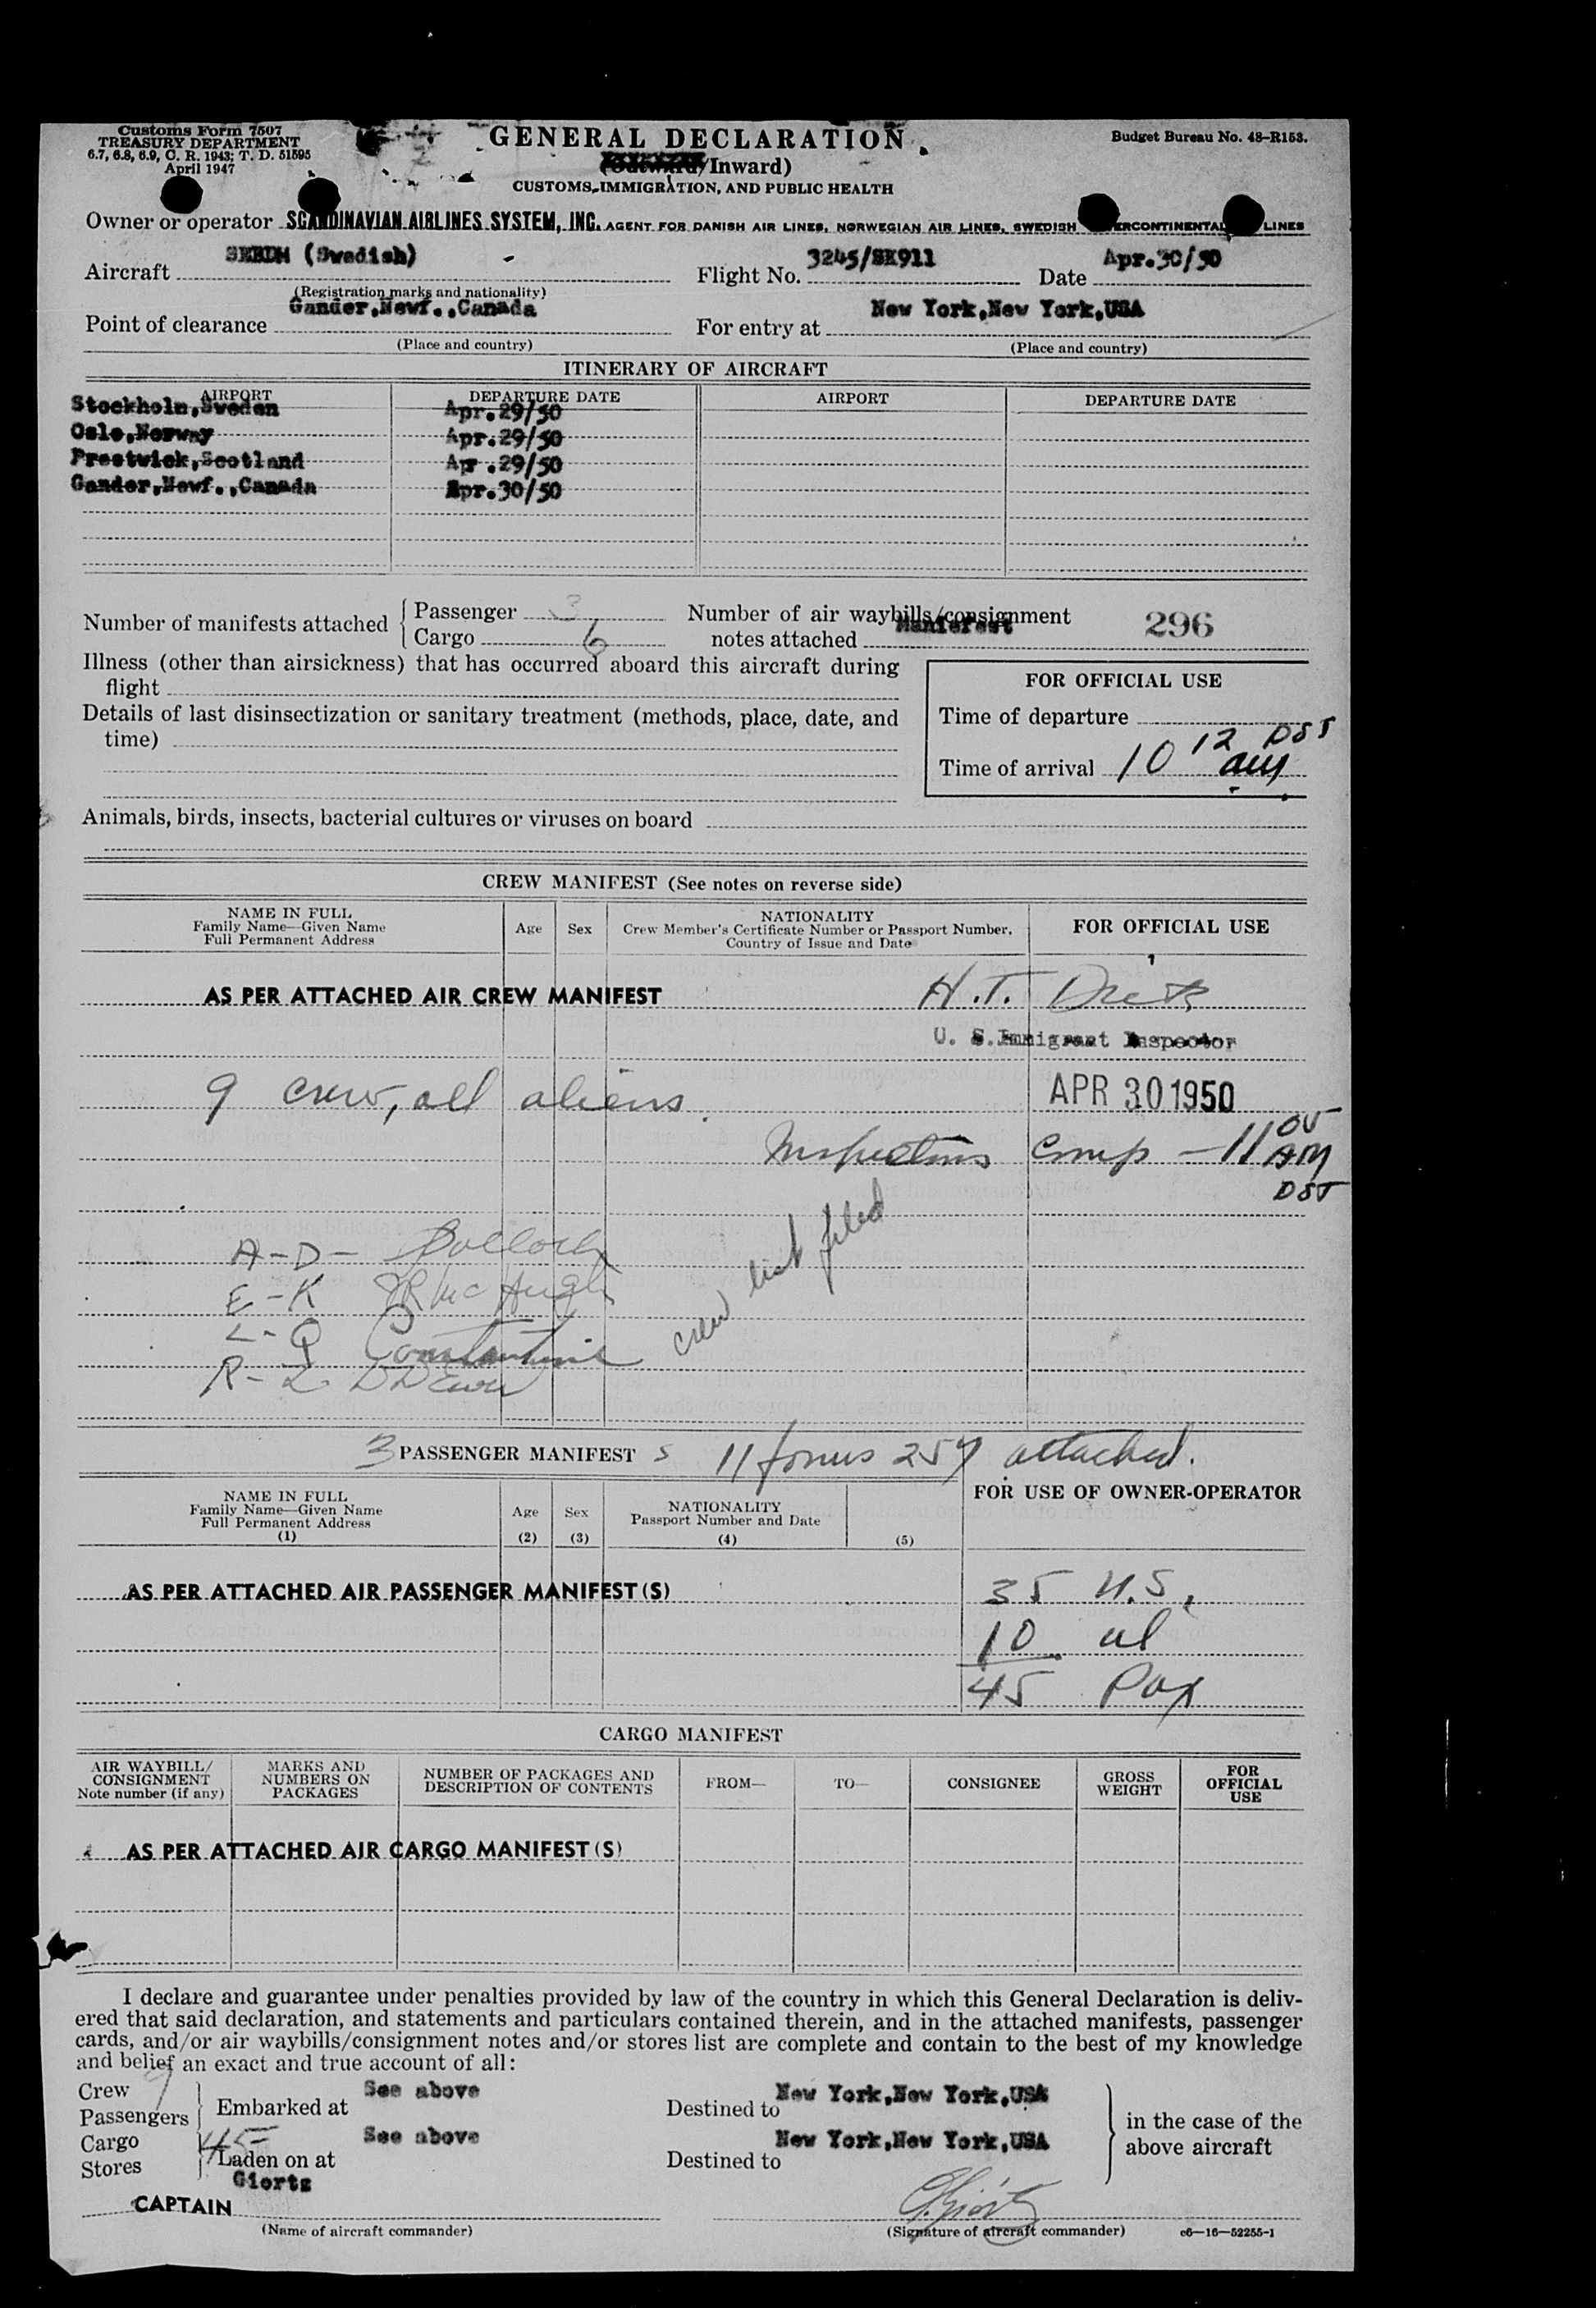 Customs Form 7507
TREASURY DEPARTMENT
6.7, 6.8, 6.9, C. R. 1943; T. D. 51595
April 1947
GENERAL DECLARATION
(Outward/Inward)
CUSTOMS, IMMIGRATION, AND PUBLIC HEALTH
Budget Bureau No. 48–R153.
Owner or operator SCANDINAVIAN AIRLINES SYSTEM, INC. AGENT FOR DANISH AIR LINES, NORWEGIAN AIR LINES, SWEDISH LINES
Aircraft (Swedish) Flight No. 3245/SK911 Date Apr.30/50
(Registration marks and nationality)
Point of clearance Gander,Newf.,Canada For entry at New York,New York,USA
(Place and country) (Place and country)
ITINERARY OF AIRCRAFT
AIRPORT DEPARTURE DATE AIRPORT DEPARTURE DATE
Stockholm,Sweden Apr.29/50
Oslo,Norway Apr.29/50
Prestwick,Scotland Apr.29/50
Gander,Newf.,Canada Apr.30/50
Number of manifests attached { Passenger 3 Number of air waybills/consignment 296
Cargo 6 notes attached Manifest
Illness (other than airsickness) that has occurred aboard this aircraft during
flight
FOR OFFICIAL USE
Details of last disinsectization or sanitary treatment (methods, place, date, and
time)
Time of departure
Time of arrival 10 12 DST am
Animals, birds, insects, bacterial cultures or viruses on board
CREW MANIFEST (See notes on reverse side)
NAME IN FULL
Family Name—Given Name
Full Permanent Address
Age
Sex
NATIONALITY
Crew Member's Certificate Number or Passport Number,
Country of Issue and Date
FOR OFFICIAL USE
AS PER ATTACHED AIR CREW MANIFEST H.T.
U. S. Immigrant Inspector
9 crew, all aliens. APR 30 1950
Inspections Comp – 11 05 AM
DST
crew list filed
A–D–
E–K McHugh
L–Q Constantine
R–Z
3 PASSENGER MANIFEST s 11 forms 257 attached.
NAME IN FULL
Family Name—Given Name
Full Permanent Address
(1)
Age
(2)
Sex
(3)
NATIONALITY
Passport Number and Date
(4)
(5)
FOR USE OF OWNER-OPERATOR
AS PER ATTACHED AIR PASSENGER MANIFEST(S) 35 U.S.
10 al
45 Pax
CARGO MANIFEST
AIR WAYBILL/
CONSIGNMENT
Note number (if any)
MARKS AND
NUMBERS ON
PACKAGES
NUMBER OF PACKAGES AND
DESCRIPTION OF CONTENTS
FROM—
TO—
CONSIGNEE
GROSS
WEIGHT
FOR
OFFICIAL
USE
AS PER ATTACHED AIR CARGO MANIFEST(S)
I declare and guarantee under penalties provided by law of the country in which this General Declaration is deliv-
ered that said declaration, and statements and particulars contained therein, and in the attached manifests, passenger
cards, and/or air waybills/consignment notes and/or stores list are complete and contain to the best of my knowledge
and belief an exact and true account of all:
Crew 9
Passengers 45 Embarked at See above Destined to New York,New York,USA
Cargo
Stores Laden on at See above Destined to New York,New York,USA
in the case of the
above aircraft
Giertz
CAPTAIN
(Name of aircraft commander) (Signature of aircraft commander) c6—16—52255-1